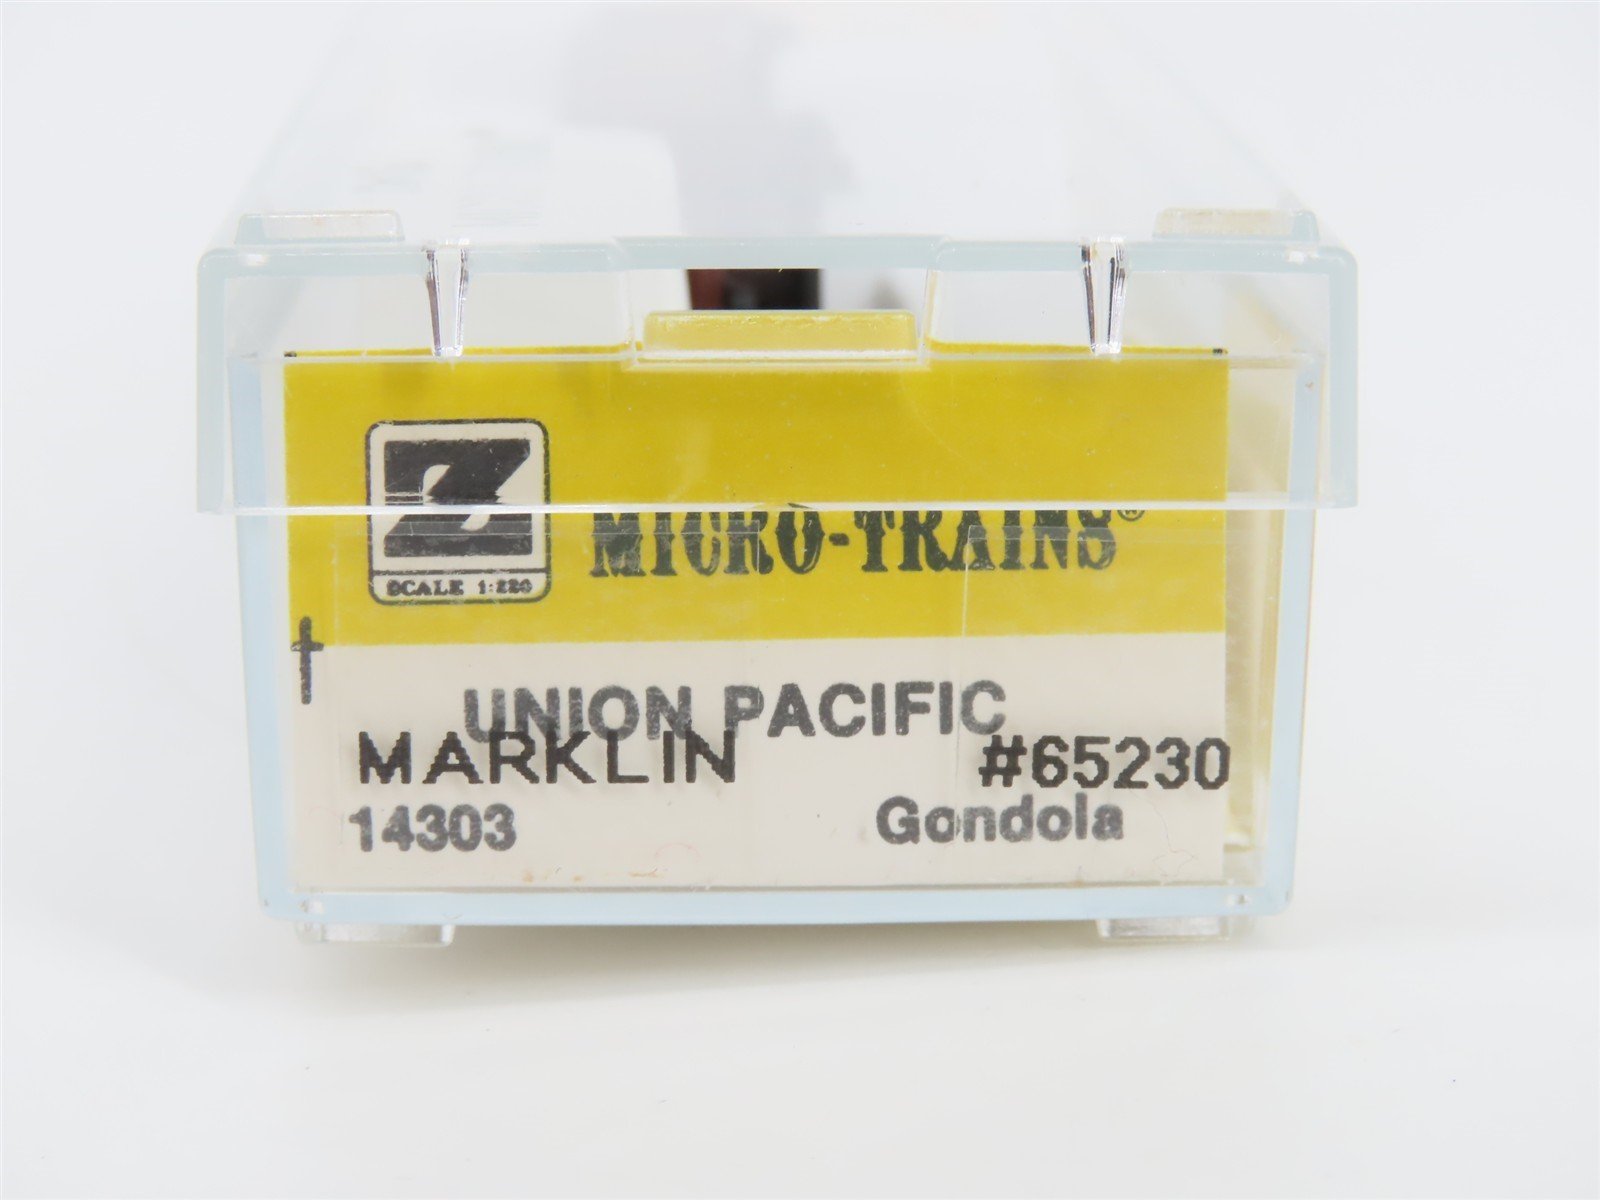 Z
SCALE 1:220
MICRO-TRAINS®
UNION PACIFIC
MARKLIN #65230
14303 Gondola